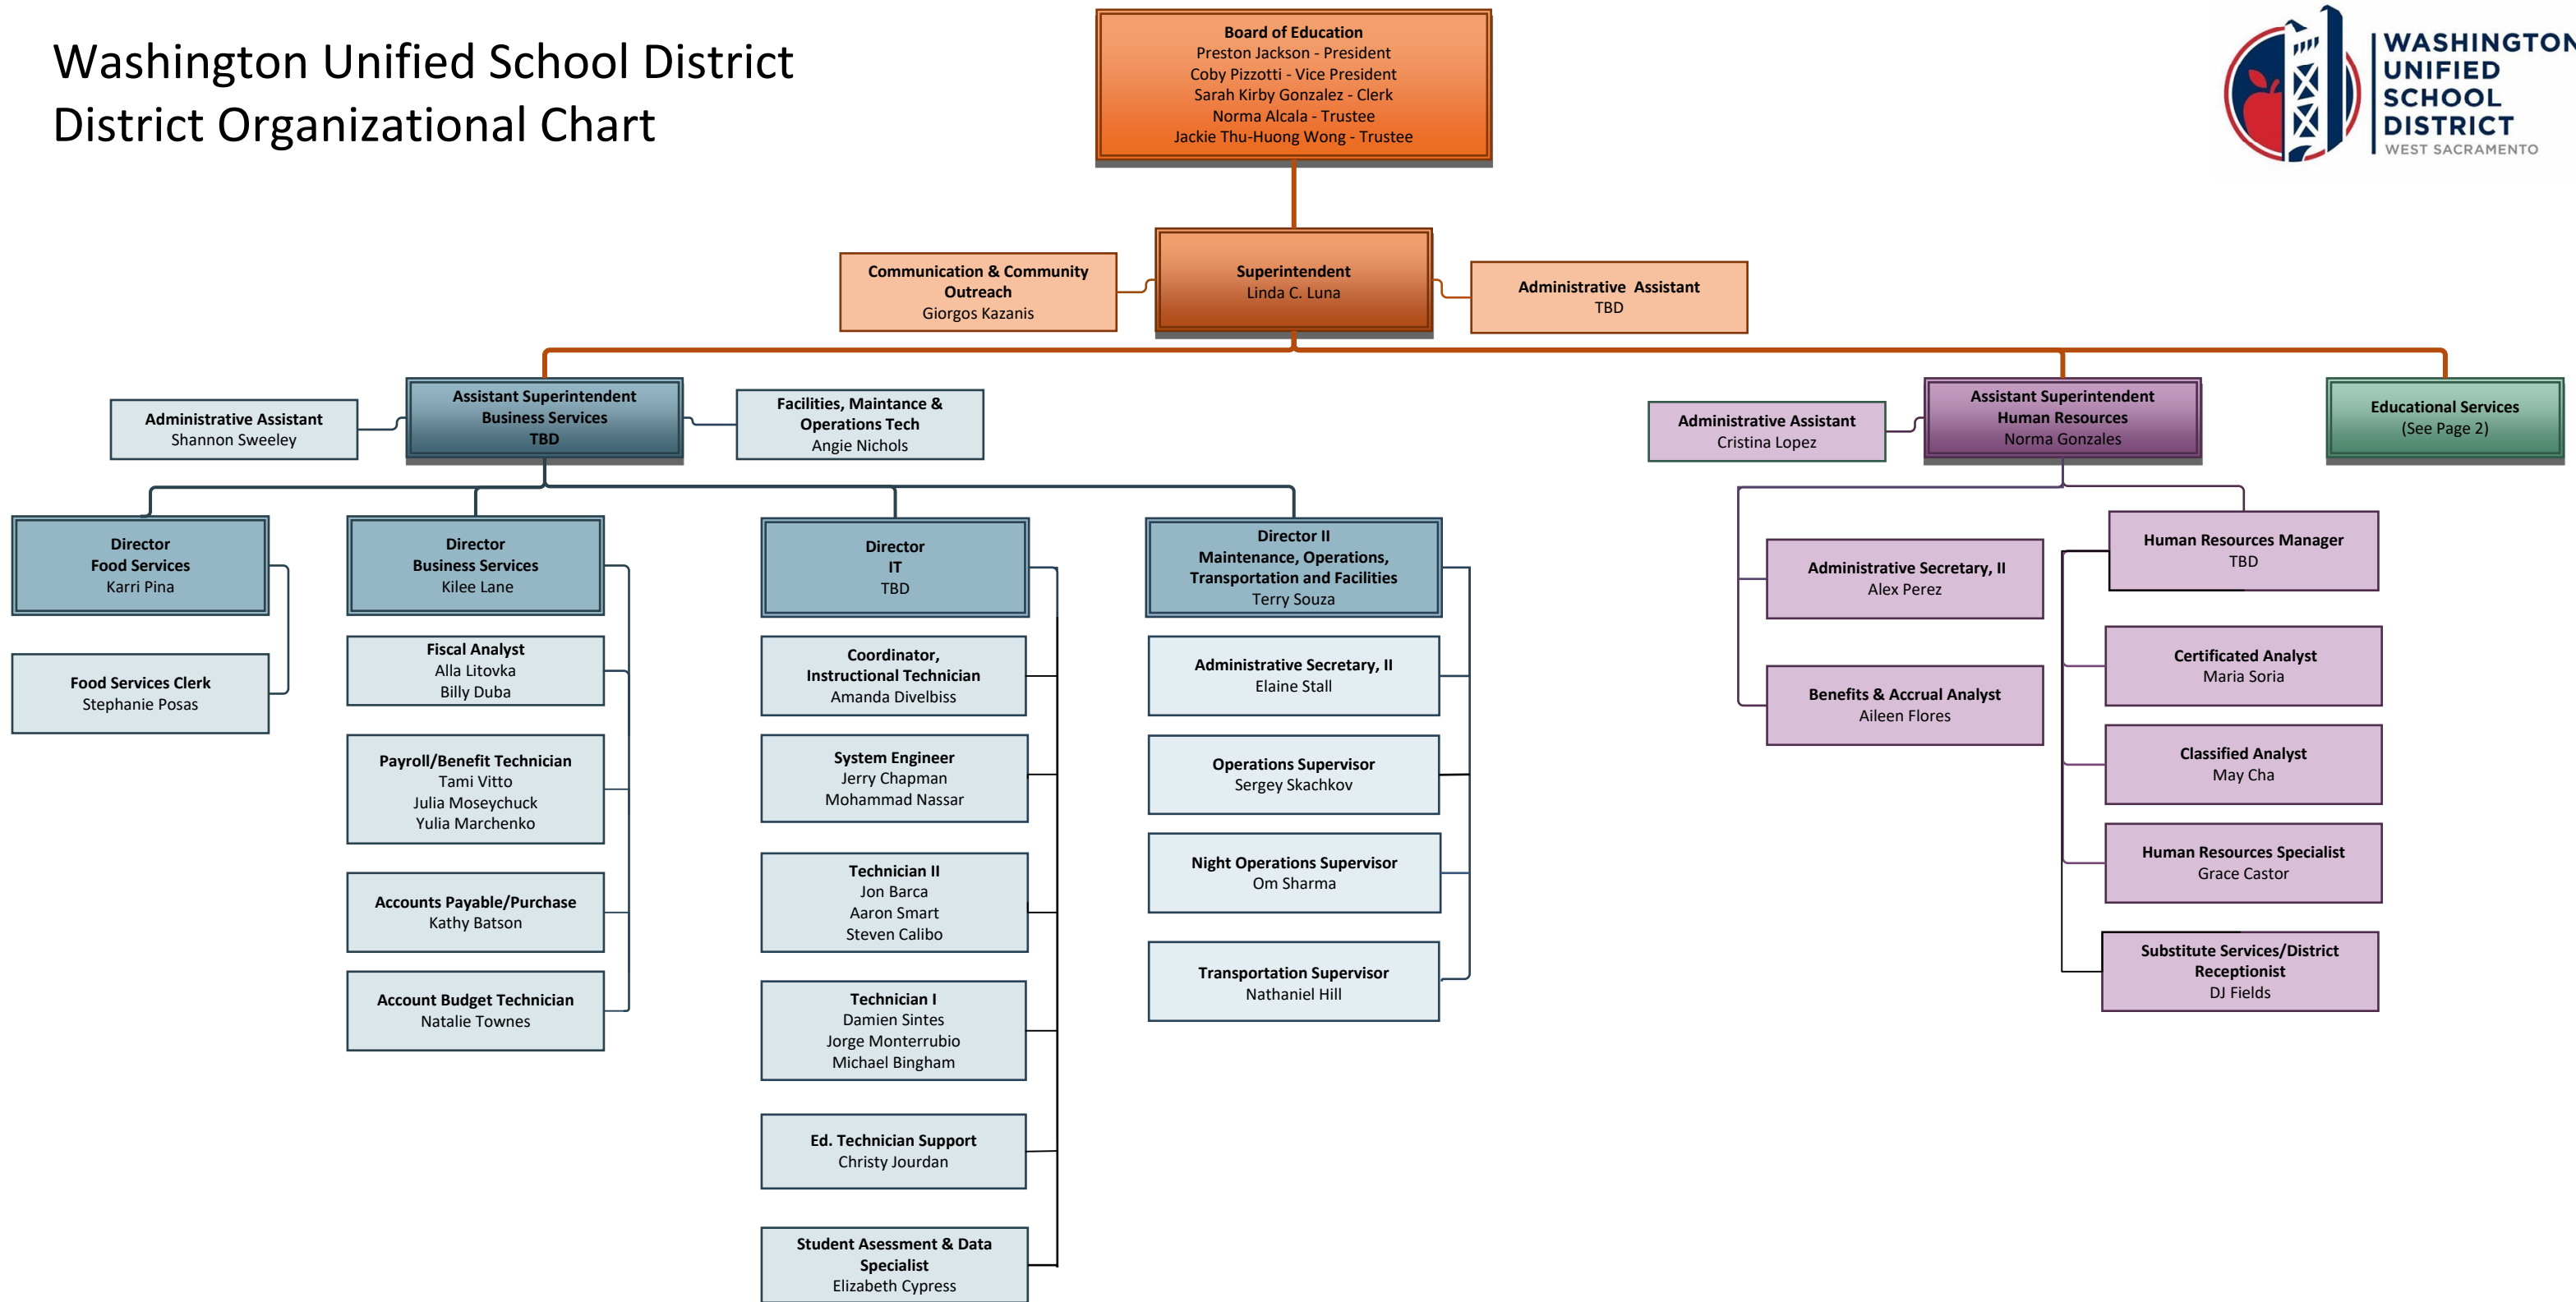 Washington Unified School District
District Organizational Chart
WASHINGTON
UNIFIED
SCHOOL
DISTRICT
WEST SACRAMENTO
Board of Education
Preston Jackson - President
Coby Pizzotti - Vice President
Sarah Kirby Gonzalez - Clerk
Norma Alcala - Trustee
Jackie Thu-Huong Wong - Trustee
Communication & Community
Outreach
Giorgos Kazanis
Superintendent
Linda C. Luna
Administrative Assistant
TBD
Administrative Assistant
Shannon Sweeley
Assistant Superintendent
Business Services
TBD
Facilities, Maintance &
Operations Tech
Angie Nichols
Administrative Assistant
Cristina Lopez
Assistant Superintendent
Human Resources
Norma Gonzales
Educational Services
(See Page 2)
Director
Food Services
Karri Pina
Food Services Clerk
Stephanie Posas
Director
Business Services
Kilee Lane
Fiscal Analyst
Alla Litovka
Billy Duba
Payroll/Benefit Technician
Tami Vitto
Julia Moseychuck
Yulia Marchenko
Accounts Payable/Purchase
Kathy Batson
Account Budget Technician
Natalie Townes
Director
IT
TBD
Coordinator,
Instructional Technician
Amanda Divelbiss
System Engineer
Jerry Chapman
Mohammad Nassar
Technician II
Jon Barca
Aaron Smart
Steven Calibo
Technician I
Damien Sintes
Jorge Monterrubio
Michael Bingham
Ed. Technician Support
Christy Jourdan
Student Asessment & Data
Specialist
Elizabeth Cypress
Director II
Maintenance, Operations,
Transportation and Facilities
Terry Souza
Administrative Secretary, II
Elaine Stall
Operations Supervisor
Sergey Skachkov
Night Operations Supervisor
Om Sharma
Transportation Supervisor
Nathaniel Hill
Administrative Secretary, II
Alex Perez
Benefits & Accrual Analyst
Aileen Flores
Human Resources Manager
TBD
Certificated Analyst
Maria Soria
Classified Analyst
May Cha
Human Resources Specialist
Grace Castor
Substitute Services/District
Receptionist
DJ Fields